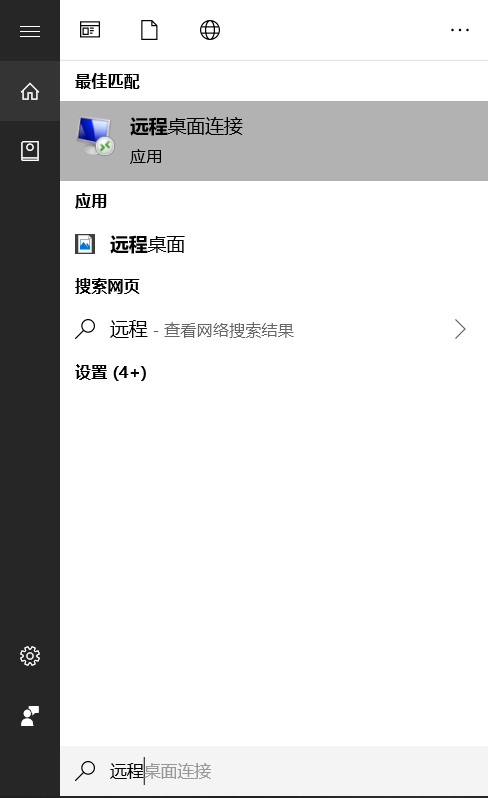 最佳匹配
远程桌面连接
应用
应用
远程桌面
搜索网页
远程 - 查看网络搜索结果
设置 (4+)
远程桌面连接